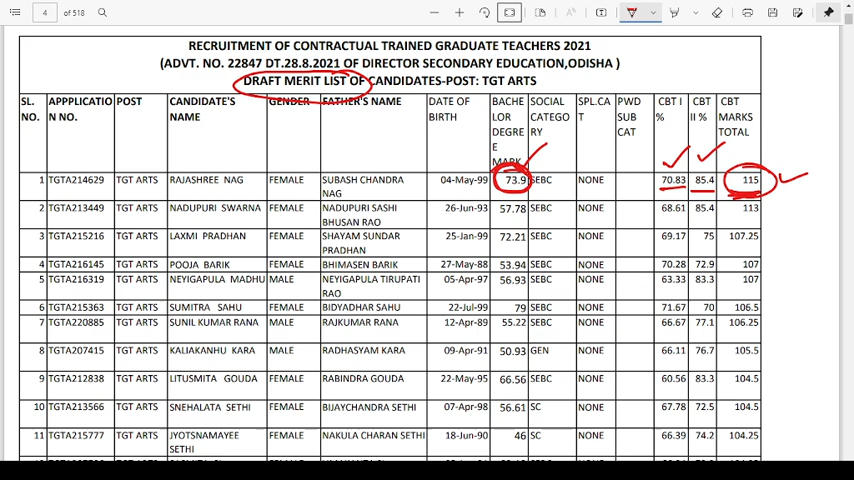 4 of 518
RECRUITMENT OF CONTRACTUAL TRAINED GRADUATE TEACHERS 2021
(ADVT. NO. 22847 DT.28.8.2021 OF DIRECTOR SECONDARY EDUCATION,ODISHA )
DRAFT MERIT LIST OF CANDIDATES-POST: TGT ARTS
SL. NO. APPPLICATIO N NO. POST CANDIDATE'S NAME GENDER FATHER'S NAME DATE OF BIRTH BACHE LOR DEGRE E MARK SOCIAL CATEGO RY SPL.CA T PWD SUB CAT CBT I % CBT II % CBT MARKS TOTAL
1 TGTA214629 TGT ARTS RAJASHREE NAG FEMALE SUBASH CHANDRA NAG 04-May-99 73.9 SEBC NONE 70.83 85.4 115
2 TGTA213449 TGT ARTS NADUPURI SWARNA FEMALE NADUPURI SASHI BHUSAN RAO 26-Jun-93 57.78 SEBC NONE 68.61 85.4 113
3 TGTA215216 TGT ARTS LAXMI PRADHAN FEMALE SHAYAM SUNDAR PRADHAN 25-Jan-99 72.21 SEBC NONE 69.17 75 107.25
4 TGTA216145 TGT ARTS POOJA BARIK FEMALE BHIMASEN BARIK 27-May-88 53.94 SEBC NONE 70.28 72.9 107
5 TGTA216319 TGT ARTS NEYIGAPULA MADHU MALE NEYIGAPULA TIRUPATI RAO 05-Apr-97 56.93 SEBC NONE 63.33 83.3 107
6 TGTA215363 TGT ARTS SUMITRA SAHU FEMALE BIDYADHAR SAHU 22-Jul-99 79 SEBC NONE 71.67 70 106.5
7 TGTA220885 TGT ARTS SUNIL KUMAR RANA MALE RAJKUMAR RANA 12-Apr-89 55.22 SEBC NONE 66.67 77.1 106.25
8 TGTA207415 TGT ARTS KALIAKANHU KARA MALE RADHASYAM KARA 09-Apr-91 50.93 GEN NONE 66.11 76.7 105.5
9 TGTA212838 TGT ARTS LITUSMITA GOUDA FEMALE RABINDRA GOUDA 22-May-95 66.56 SEBC NONE 60.56 83.3 104.5
10 TGTA213566 TGT ARTS SNEHALATA SETHI FEMALE BIJAYCHANDRA SETHI 07-Apr-98 56.61 SC NONE 67.78 72.5 104.5
11 TGTA215777 TGT ARTS JYOTSNAMAYEE SETHI FEMALE NAKULA CHARAN SETHI 18-Jun-90 46 SC NONE 66.39 74.2 104.25